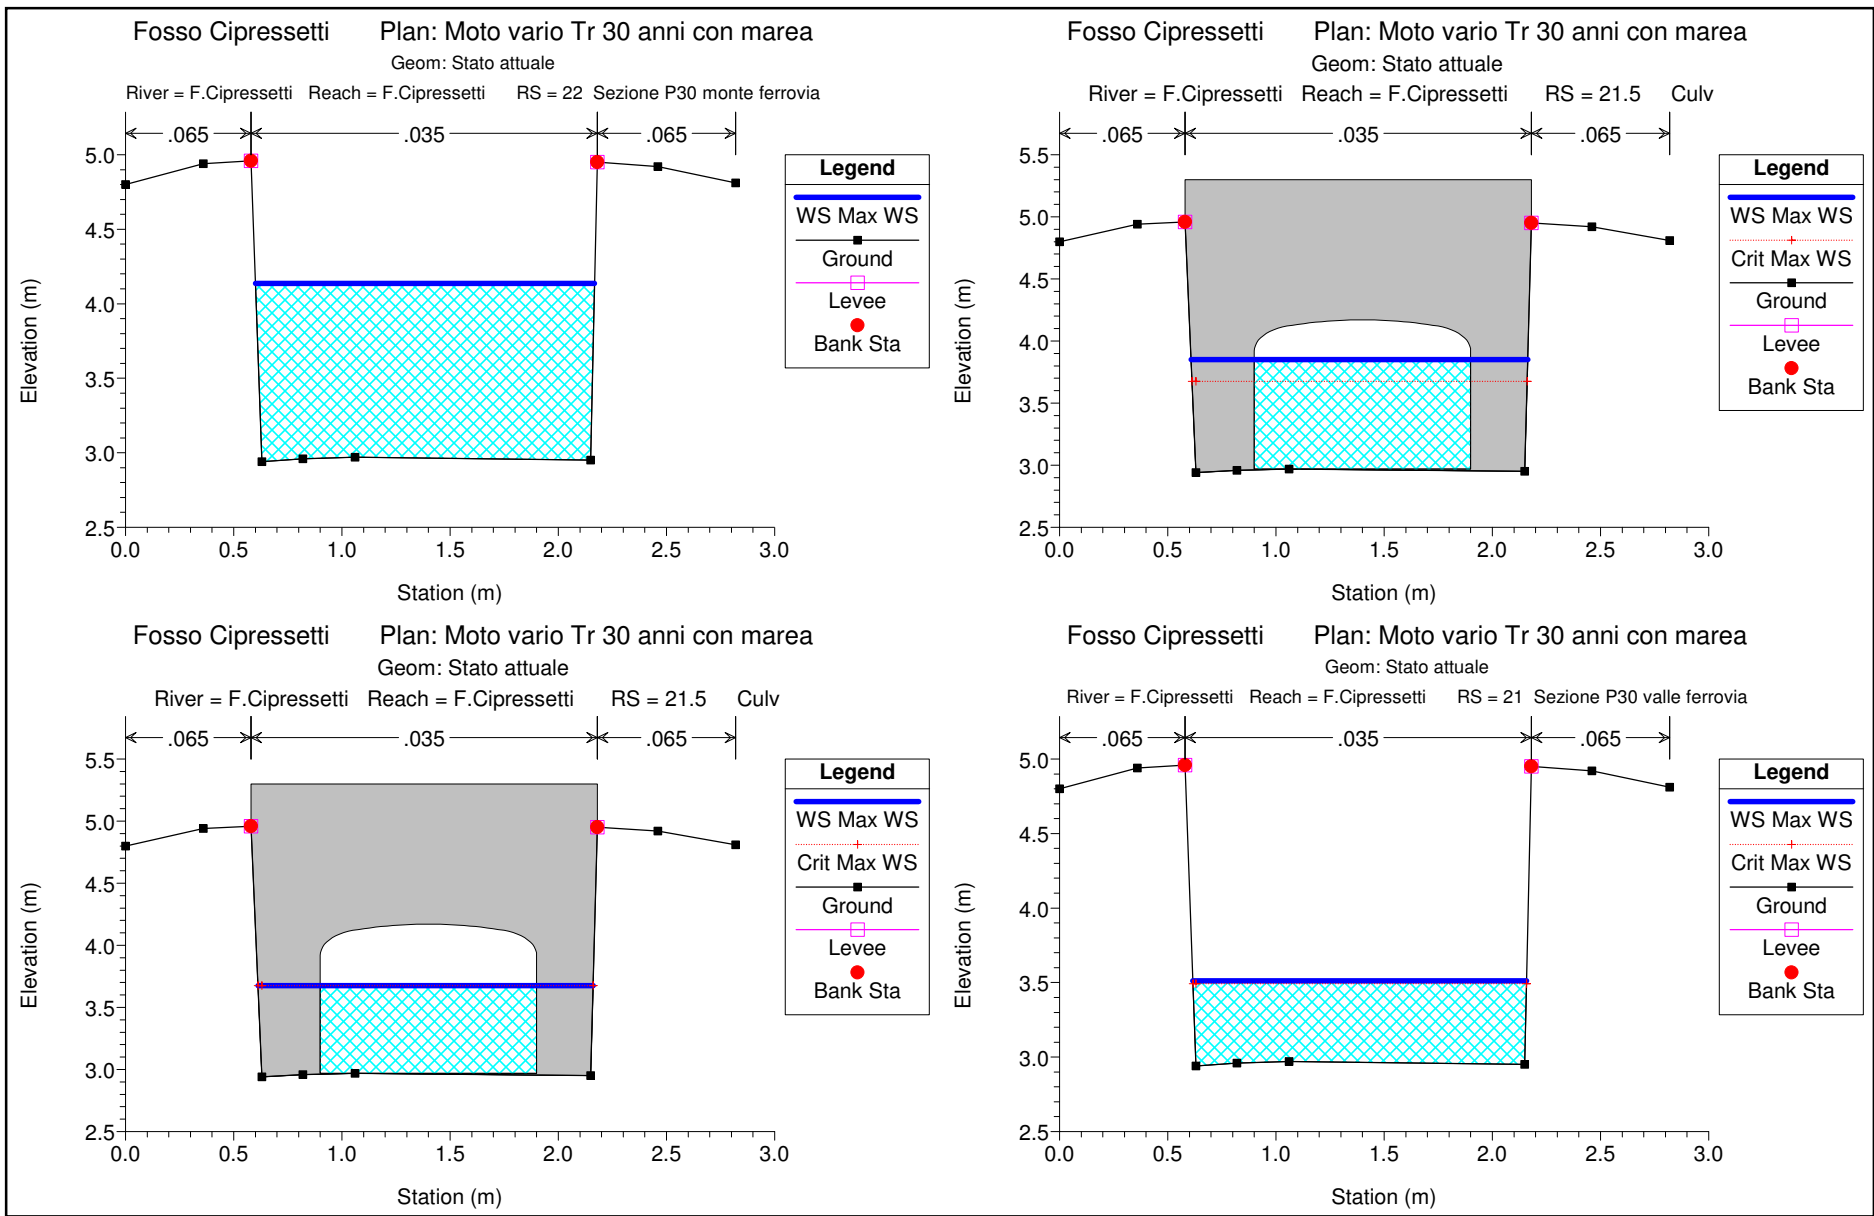 Fosso Cipressetti Plan: Moto vario Tr 30 anni con marea
Geom: Stato attuale
River = F.Cipressetti Reach = F.Cipressetti RS = 22 Sezione P30 monte ferrovia
.065 .035 .065
5.0
4.5
4.0
3.5
3.0
2.5
0.0 0.5 1.0 1.5 2.0 2.5 3.0
Elevation (m)
Station (m)
Legend
WS Max WS
Ground
Levee
Bank Sta
Fosso Cipressetti Plan: Moto vario Tr 30 anni con marea
Geom: Stato attuale
River = F.Cipressetti Reach = F.Cipressetti RS = 21.5 Culv
.065 .035 .065
5.5
5.0
4.5
4.0
3.5
3.0
2.5
0.0 0.5 1.0 1.5 2.0 2.5 3.0
Elevation (m)
Station (m)
Legend
WS Max WS
Crit Max WS
Ground
Levee
Bank Sta
Fosso Cipressetti Plan: Moto vario Tr 30 anni con marea
Geom: Stato attuale
River = F.Cipressetti Reach = F.Cipressetti RS = 21.5 Culv
.065 .035 .065
5.5
5.0
4.5
4.0
3.5
3.0
2.5
0.0 0.5 1.0 1.5 2.0 2.5 3.0
Elevation (m)
Station (m)
Legend
WS Max WS
Crit Max WS
Ground
Levee
Bank Sta
Fosso Cipressetti Plan: Moto vario Tr 30 anni con marea
Geom: Stato attuale
River = F.Cipressetti Reach = F.Cipressetti RS = 21 Sezione P30 valle ferrovia
.065 .035 .065
5.0
4.5
4.0
3.5
3.0
2.5
0.0 0.5 1.0 1.5 2.0 2.5 3.0
Elevation (m)
Station (m)
Legend
WS Max WS
Crit Max WS
Ground
Levee
Bank Sta